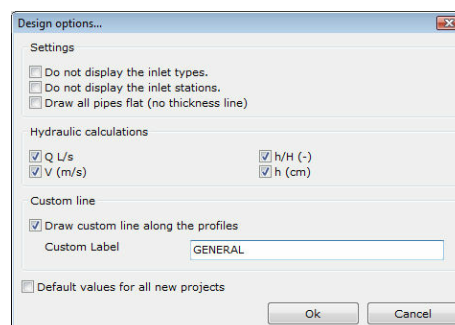 Design options...
Settings
Do not display the inlet types.
Do not display the inlet stations.
Draw all pipes flat (no thickness line)
Hydraulic calculations
Q L/s h/H (-)
V (m/s) h (cm)
Custom line
Draw custom line along the profiles
Custom Label GENERAL
Default values for all new projects
Ok Cancel